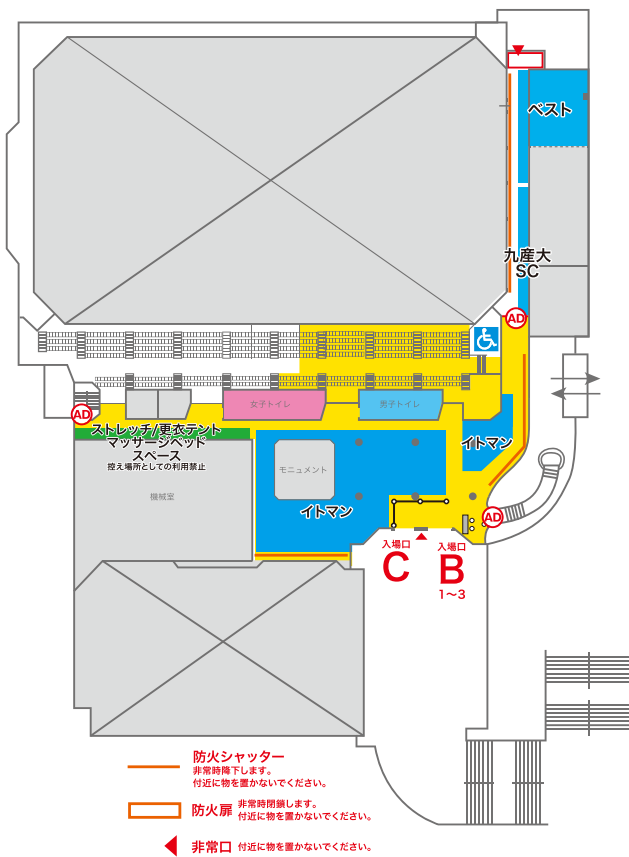 ベスト
九産大
SC
AD
AD
ストレッチ/更衣テント
マッサージベッド
スペース
控え場所としての利用禁止
女子トイレ
男子トイレ
イトマン
モニュメント
機械室
イトマン
AD
入場口
C
入場口
B
1〜3
防火シャッター
非常時降下します。
付近に物を置かないでください。
防火扉
非常時閉鎖します。
付近に物を置かないでください。
非常口
付近に物を置かないでください。